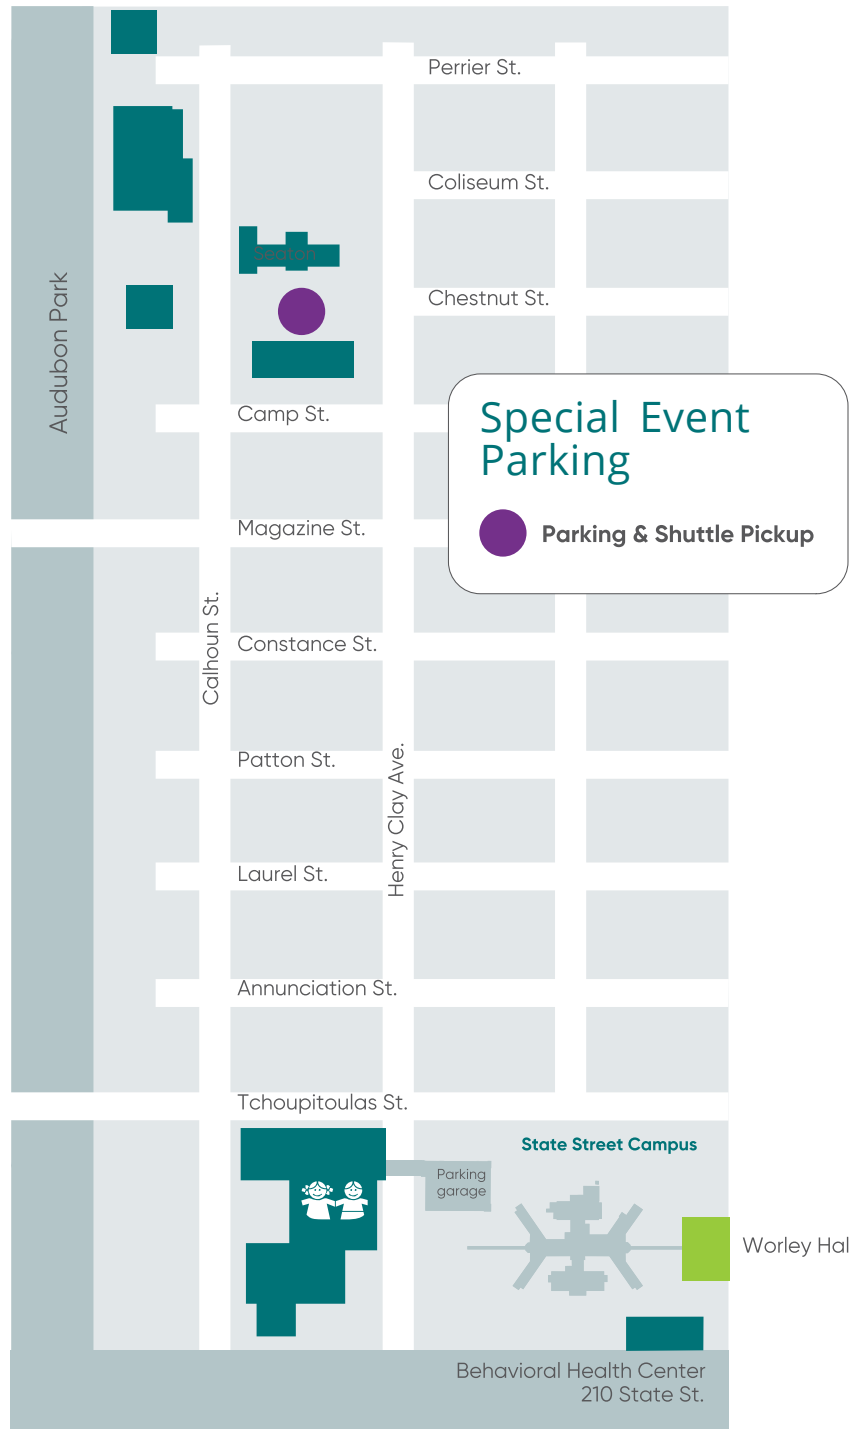 Perrier St.
Coliseum St.
Seaton
Chestnut St.
Audubon Park
Camp St.
Special Event
Parking
Parking & Shuttle Pickup
Magazine St.
Calhoun St.
Constance St.
Patton St.
Henry Clay Ave.
Laurel St.
Annunciation St.
Tchoupitoulas St.
State Street Campus
Parking
garage
Worley Hal
Behavioral Health Center
210 State St.